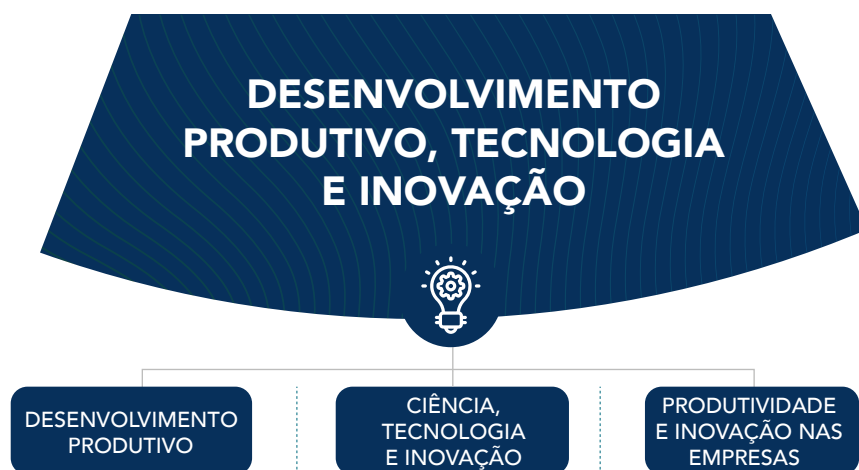 DESENVOLVIMENTO
PRODUTIVO, TECNOLOGIA
E INOVAÇÃO
DESENVOLVIMENTO
PRODUTIVO
CIÊNCIA,
TECNOLOGIA
E INOVAÇÃO
PRODUTIVIDADE
E INOVAÇÃO NAS
EMPRESAS